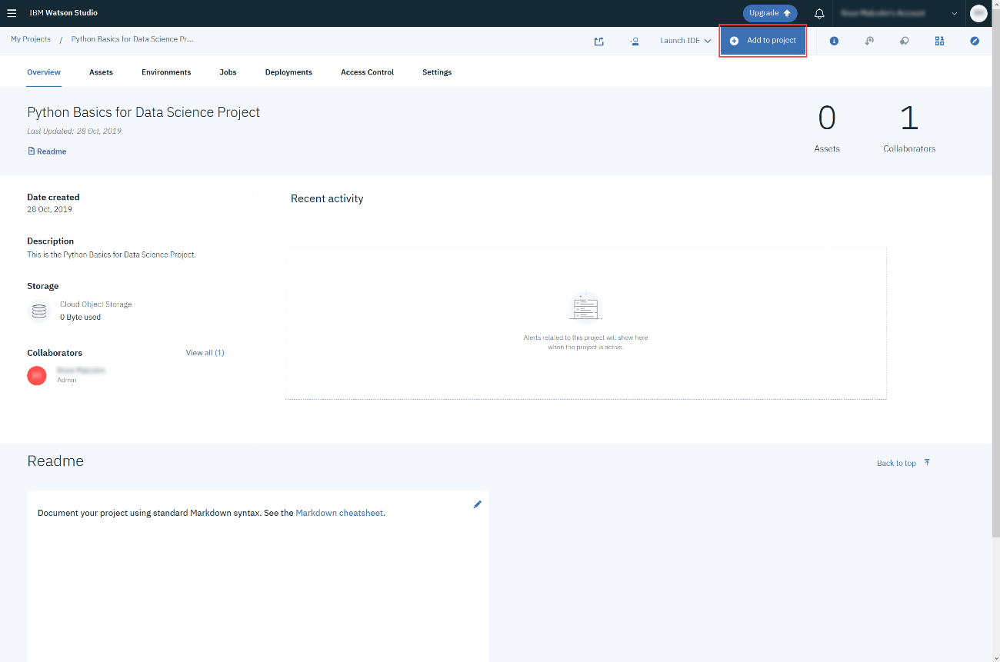 IBM Watson Studio
Upgrade
My Projects / Python Basics for Data Science Pr...
Launch IDE
Add to project
Overview
Assets
Environments
Jobs
Deployments
Access Control
Settings
Python Basics for Data Science Project
Last Updated: 28 Oct, 2019
Readme
0
Assets
1
Collaborators
Date created
28 Oct, 2019
Description
This is the Python Basics for Data Science Project.
Storage
Cloud Object Storage
0 Byte used
Collaborators
View all (1)
Admin
Recent activity
Alerts related to this project will show here
when the project is active.
Readme
Back to top
Document your project using standard Markdown syntax. See the Markdown cheatsheet.